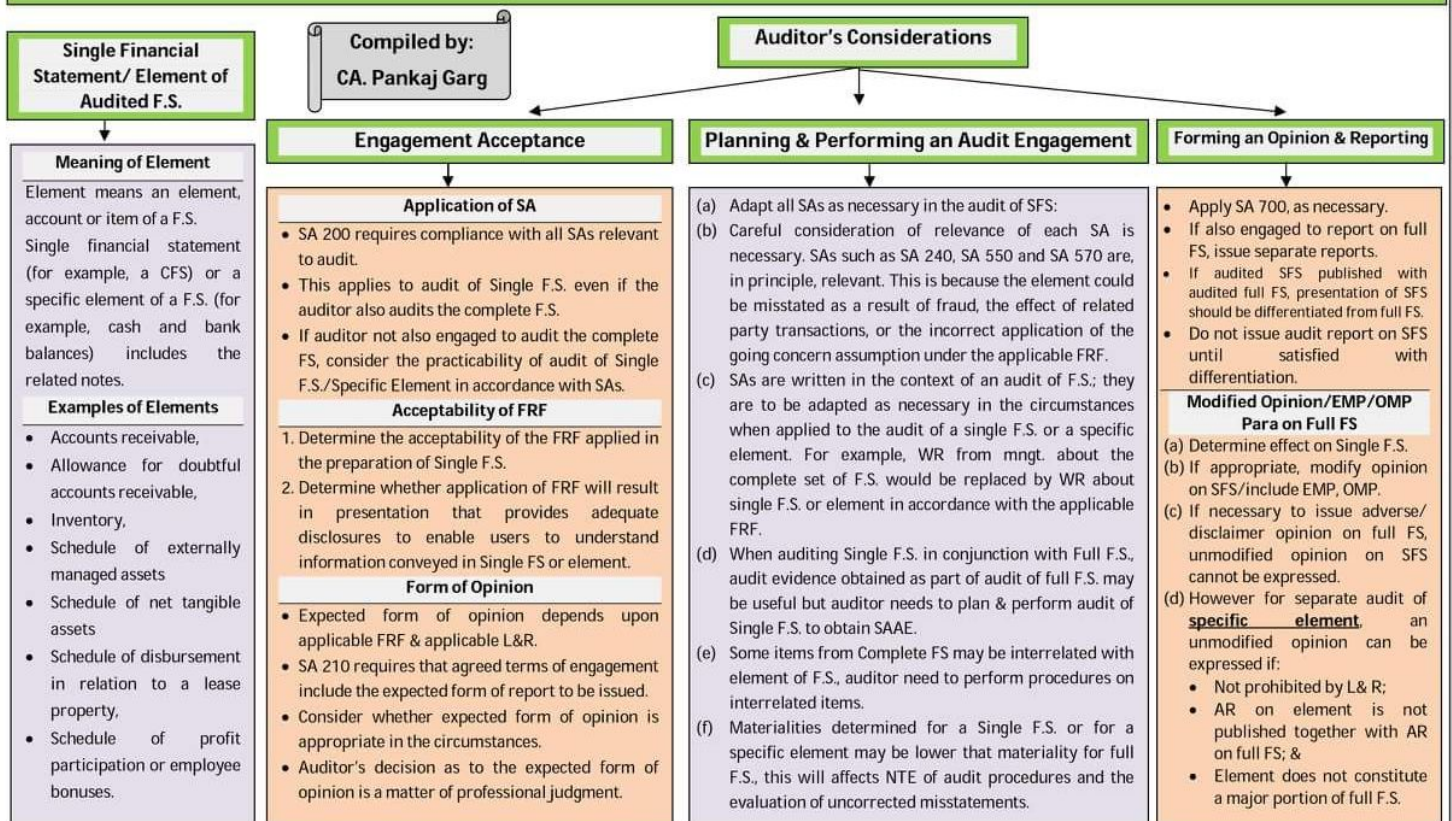 Single Financial
Statement/ Element of
Audited F.S.
Compiled by:
CA. Pankaj Garg
Auditor's Considerations
Meaning of Element
Element means an element,
account or item of a F.S.
Single financial statement
(for example, a CFS) or a
specific element of a F.S. (for
example, cash and bank
balances) includes the
related notes.
Examples of Elements
• Accounts receivable,
• Allowance for doubtful
accounts receivable,
• Inventory,
• Schedule of externally
managed assets
• Schedule of net tangible
assets
• Schedule of disbursement
in relation to a lease
property,
• Schedule of profit
participation or employee
bonuses.
Engagement Acceptance
Application of SA
• SA 200 requires compliance with all SAs relevant
to audit.
• This applies to audit of Single F.S. even if the
auditor also audits the complete F.S.
• If auditor not also engaged to audit the complete
FS, consider the practicability of audit of Single
F.S./Specific Element in accordance with SAs.
Acceptability of FRF
1. Determine the acceptability of the FRF applied in
the preparation of Single F.S.
2. Determine whether application of FRF will result
in presentation that provides adequate
disclosures to enable users to understand
information conveyed in Single FS or element.
Form of Opinion
• Expected form of opinion depends upon
applicable FRF & applicable L&R.
• SA 210 requires that agreed terms of engagement
include the expected form of report to be issued.
• Consider whether expected form of opinion is
appropriate in the circumstances.
• Auditor's decision as to the expected form of
opinion is a matter of professional judgment.
Planning & Performing an Audit Engagement
(a) Adapt all SAs as necessary in the audit of SFS:
(b) Careful consideration of relevance of each SA is
necessary. SAs such as SA 240, SA 550 and SA 570 are,
in principle, relevant. This is because the element could
be misstated as a result of fraud, the effect of related
party transactions, or the incorrect application of the
going concern assumption under the applicable FRF.
(c) SAs are written in the context of an audit of F.S.; they
are to be adapted as necessary in the circumstances
when applied to the audit of a single F.S. or a specific
element. For example, WR from mngt. about the
complete set of F.S. would be replaced by WR about
single F.S. or element in accordance with the applicable
FRF.
(d) When auditing Single F.S. in conjunction with Full F.S.,
audit evidence obtained as part of audit of full F.S. may
be useful but auditor needs to plan & perform audit of
Single F.S. to obtain SAAE.
(e) Some items from Complete FS may be interrelated with
element of F.S., auditor need to perform procedures on
interrelated items.
(f) Materialities determined for a Single F.S. or for a
specific element may be lower that materiality for full
F.S., this will affects NTE of audit procedures and the
evaluation of uncorrected misstatements.
Forming an Opinion & Reporting
• Apply SA 700, as necessary.
• If also engaged to report on full
FS, issue separate reports.
• If audited SFS published with
audited full FS, presentation of SFS
should be differentiated from full FS.
• Do not issue audit report on SFS
until satisfied with
differentiation.
Modified Opinion/EMP/OMP
Para on Full FS
(a) Determine effect on Single F.S.
(b) If appropriate, modify opinion
on SFS/include EMP, OMP.
(c) If necessary to issue adverse/
disclaimer opinion on full FS,
unmodified opinion on SFS
cannot be expressed.
(d) However for separate audit of
specific element, an
unmodified opinion can be
expressed if:
• Not prohibited by L& R;
• AR on element is not
published together with AR
on full FS; &
• Element does not constitute
a major portion of full F.S.